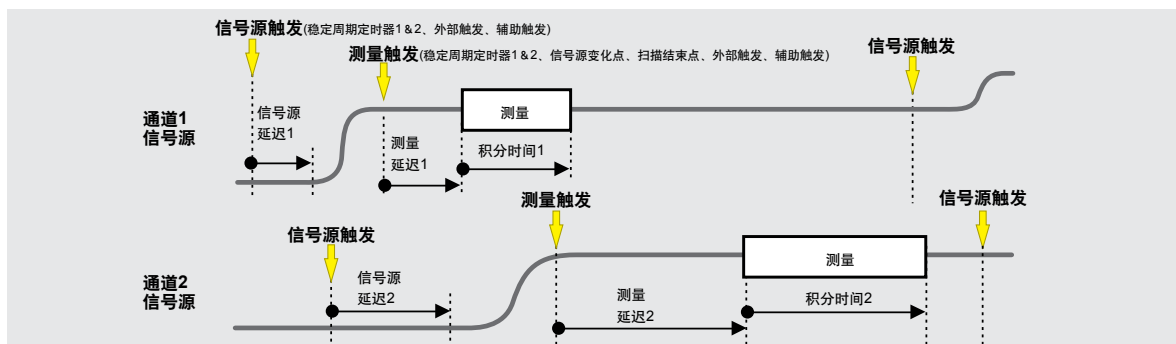 信号源触发(稳定周期定时器1&2、外部触发、辅助触发)
测量触发(稳定周期定时器1&2、信号源变化点、扫描结束点、外部触发、辅助触发)
信号源触发
通道1
信号源
信号源
延迟1
测量
延迟1
测量
积分时间1
信号源触发
测量触发
信号源触发
通道2
信号源
信号源
延迟2
测量
延迟2
测量
积分时间2